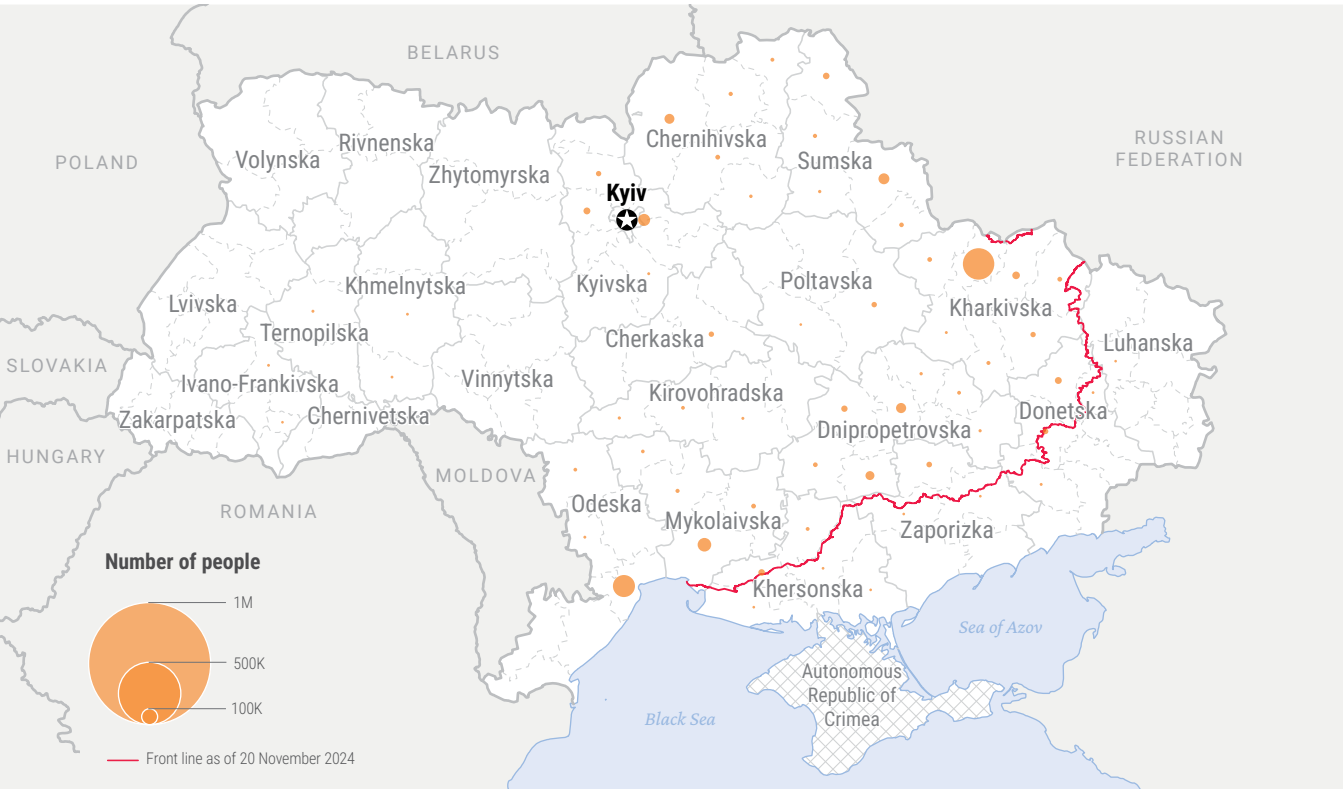 BELARUS
RUSSIAN
FEDERATION
POLAND
Volynska
Rivnenska
Zhytomyrska
Chernihivska
Sumska
Kyiv
Lvivska
Khmelnytska
Ternopilska
Kyivska
Poltavska
Kharkivska
Cherkaska
Luhanska
SLOVAKIA
Ivano-Frankivska
Vinnytska
Kirovohradska
Zakarpatska
Chernivetska
Donetska
Dnipropetrovska
HUNGARY
MOLDOVA
ROMANIA
Odeska
Mykolaivska
Zaporizka
Khersonska
Sea of Azov
Autonomous
Republic of
Crimea
Black Sea
Number of people
1M
500K
100K
Front line as of 20 November 2024